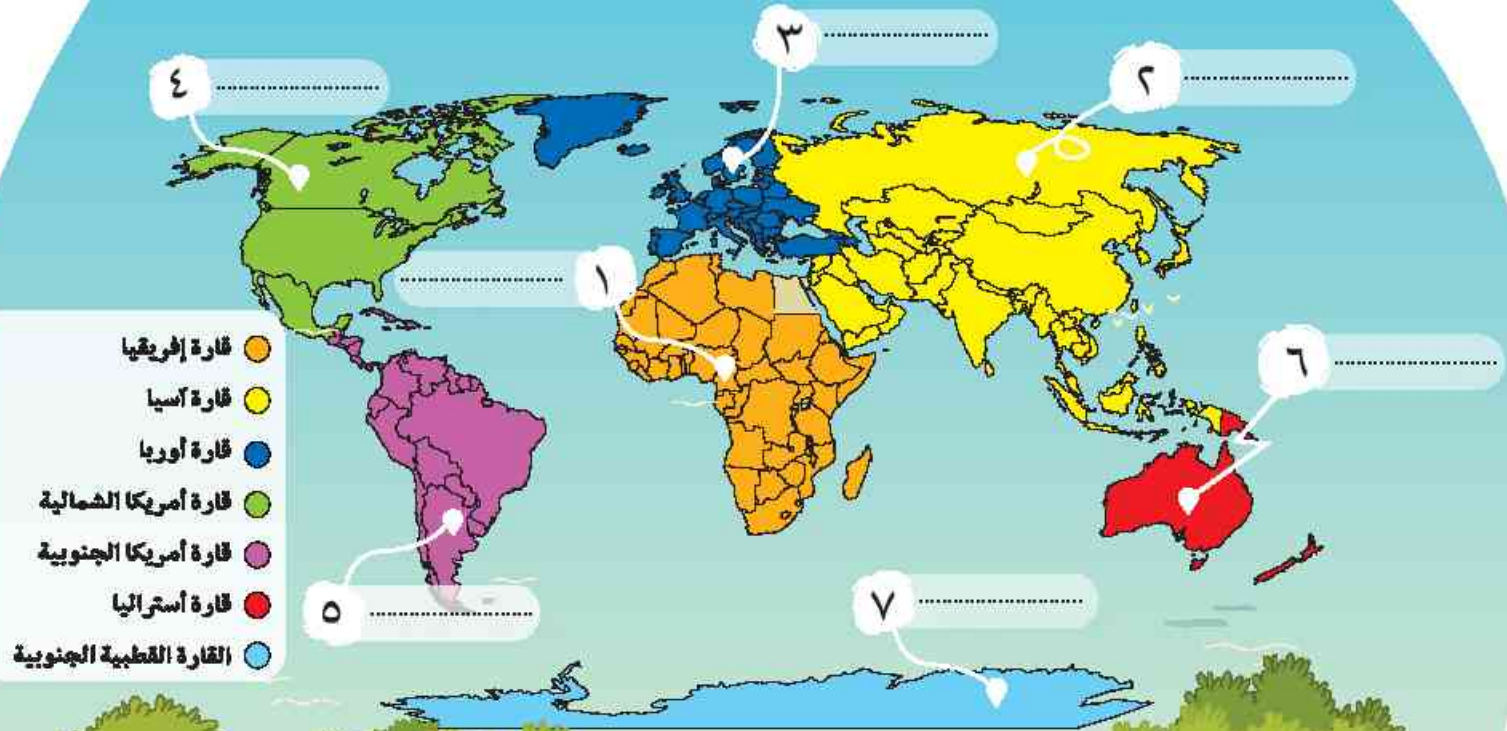 ٤ ........................
٣ ........................
٢ ........................
١ ........................
٦ ........................
قارة إفريقيا
قارة آسيا
قارة أوربا
قارة أمريكا الشمالية
قارة أمريكا الجنوبية
قارة أستراليا
القارة القطبية الجنوبية
٥ ........................
٧ ........................